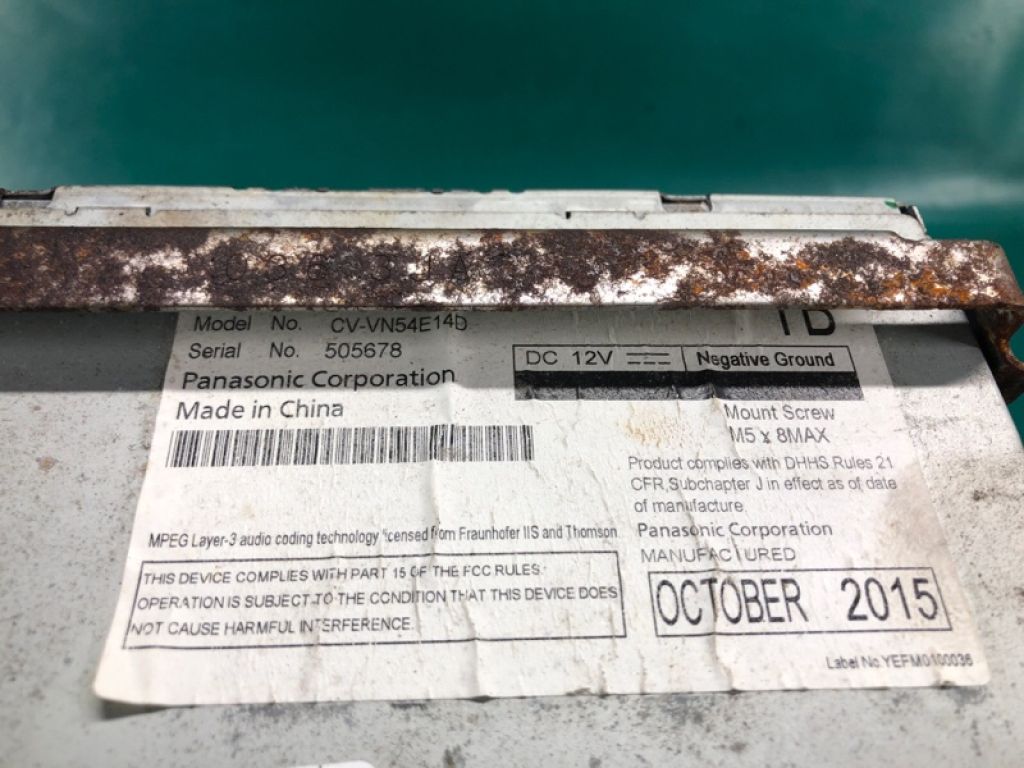 Model No. CV-VN54E14D
Serial No. 505678
Panasonic Corporation
Made in China
MPEG Layer-3 audio coding technology licensed from Fraunhofer IIS and Thomson
THIS DEVICE COMPLIES WITH PART 15 OF THE FCC RULES.
OPERATION IS SUBJECT TO THE CONDITION THAT THIS DEVICE DOES
NOT CAUSE HARMFUL INTERFERENCE.
DC 12V Negative Ground
Mount Screw
M5 x 8MAX
Product complies with DHHS Rules 21
CFR,Subchapter J in effect as of date
of manufacture.
Panasonic Corporation
MANUFACTURED
OCTOBER 2015
Label No.YEFM0100036